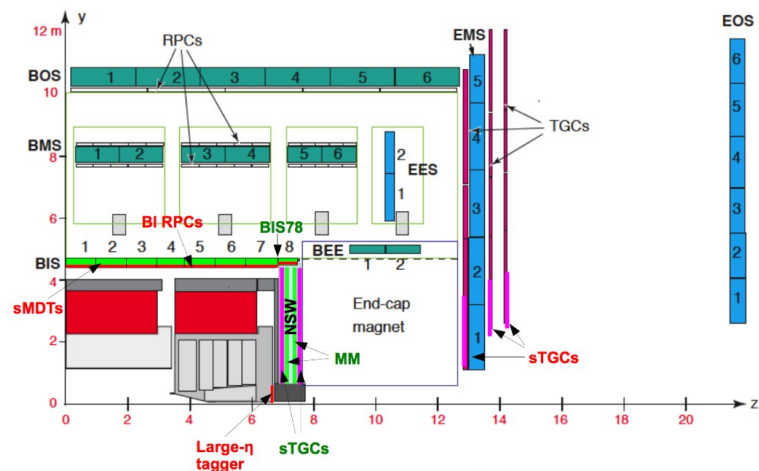 y
12 m
RPCs
EMS
EOS
BOS
1 2 3 4 5 6
10
TGCs
BMS
1 2 3 4 5 6
8
EES
2
1
6
BI RPCs
BIS78
1 2 3 4 5 6 7 8
BIS
BEE
1 2
4
sMDTs
NSW
End-cap
magnet
2
MM
sTGCs
0
0 2 4 6 8 10 12 14 16 18 20 z
Large-η
tagger
sTGCs
5
4
3
2
1
6
5
4
3
2
1